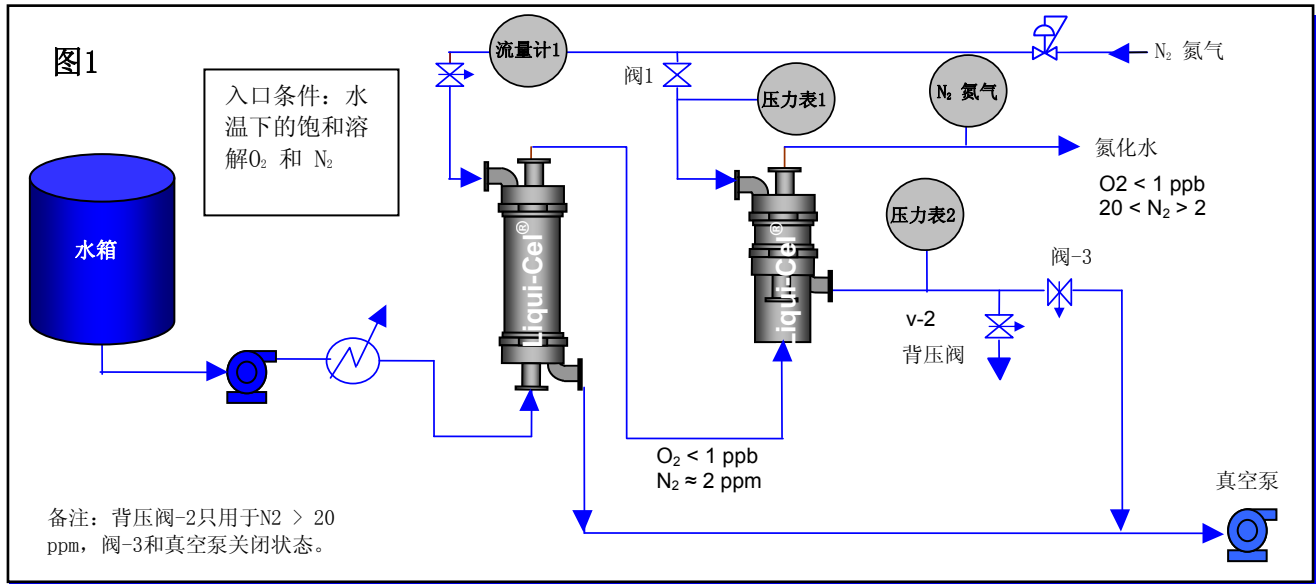 图1
入口条件：水
温下的饱和溶
解O₂ 和 N₂
水箱
流量计1
阀1
压力表1
N₂ 氮气
N₂ 氮气
氮化水
O2 < 1 ppb
20 < N₂ > 2
压力表2
阀-3
v-2
背压阀
Liqui-Cel®
Liqui-Cel®
O₂ < 1 ppb
N₂ ≈ 2 ppm
真空泵
备注：背压阀-2只用于N2 > 20
ppm，阀-3和真空泵关闭状态。